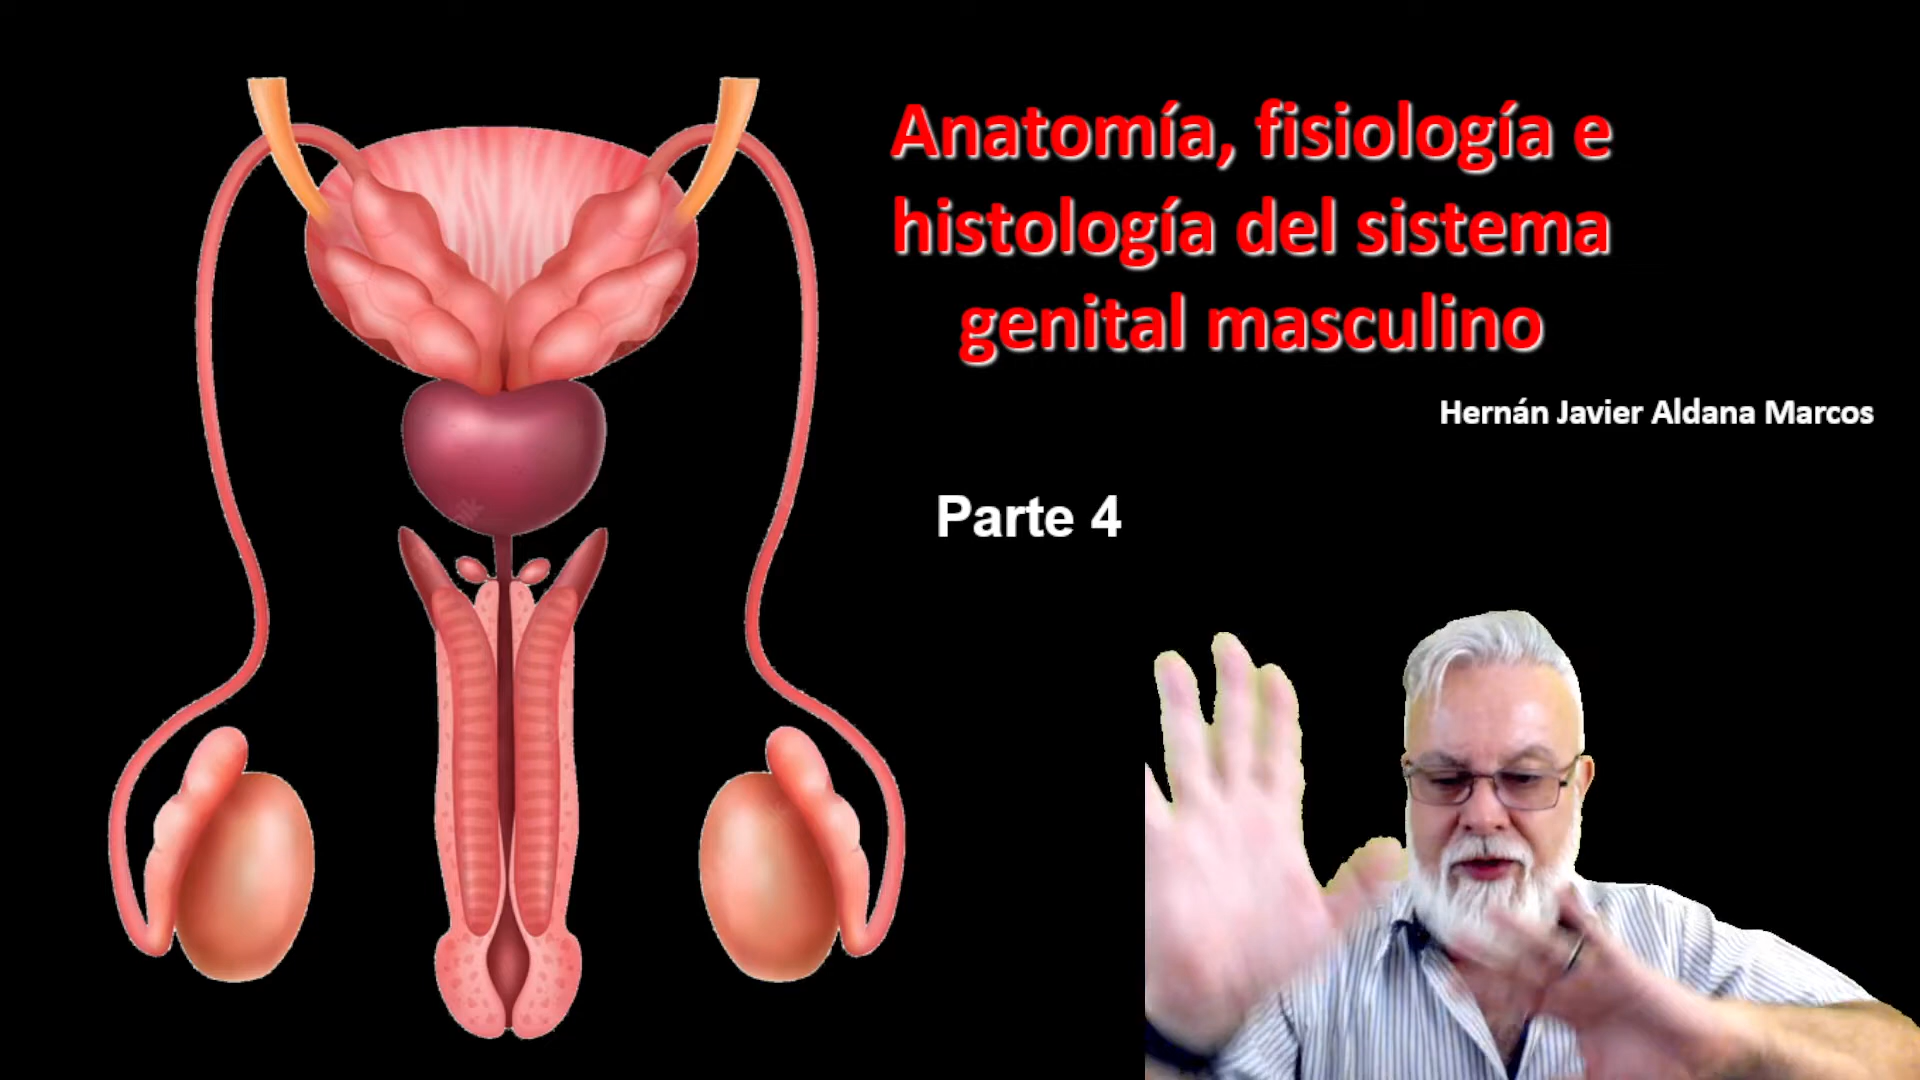 Anatomía, fisiología e
histología del sistema
genital masculino
Hernán Javier Aldana Marcos
Parte 4